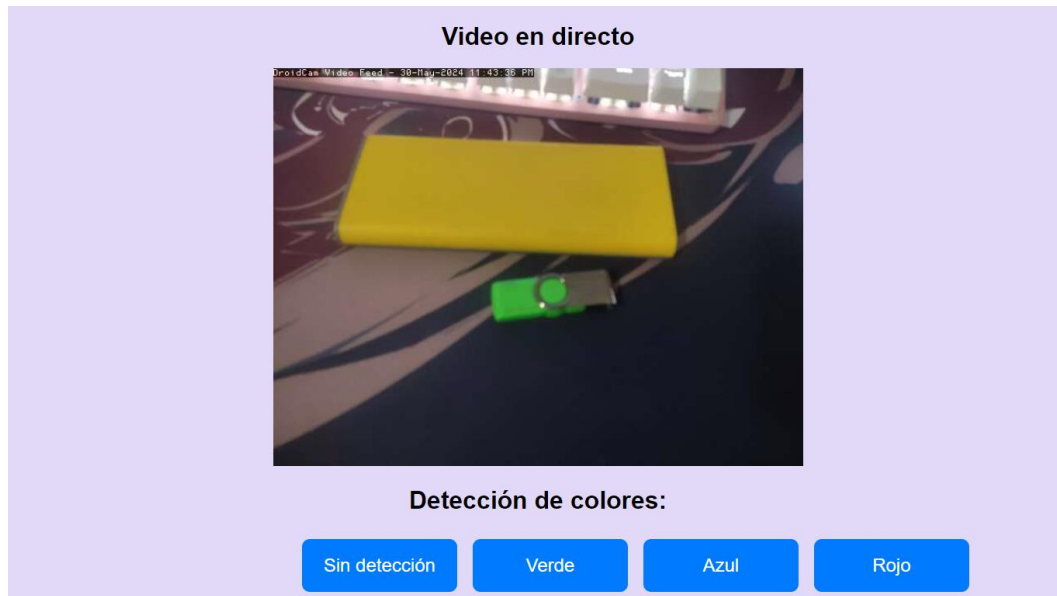 Video en directo
DroidCam Video Feed - 30-May-2024 11:43:36 PM
Detección de colores:
Sin detección
Verde
Azul
Rojo